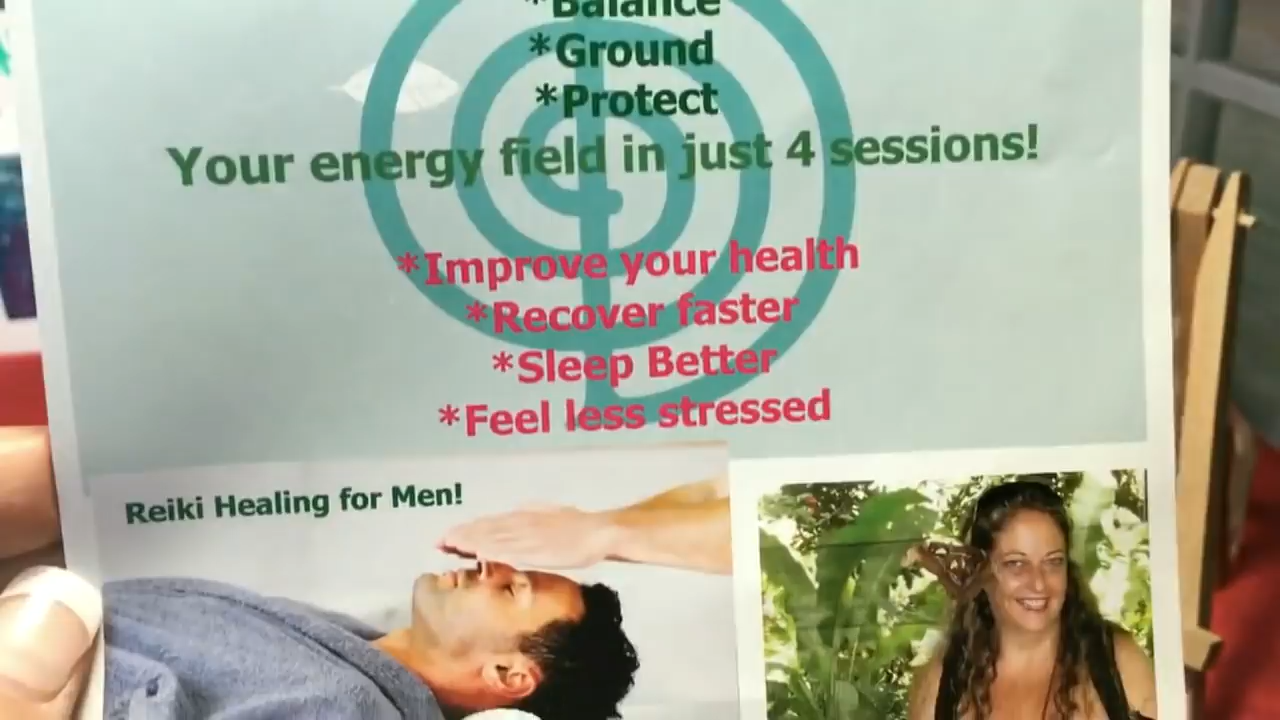 *Balance
*Ground
*Protect
Your energy field in just 4 sessions!
*Improve your health
*Recover faster
*Sleep Better
*Feel less stressed
Reiki Healing for Men!